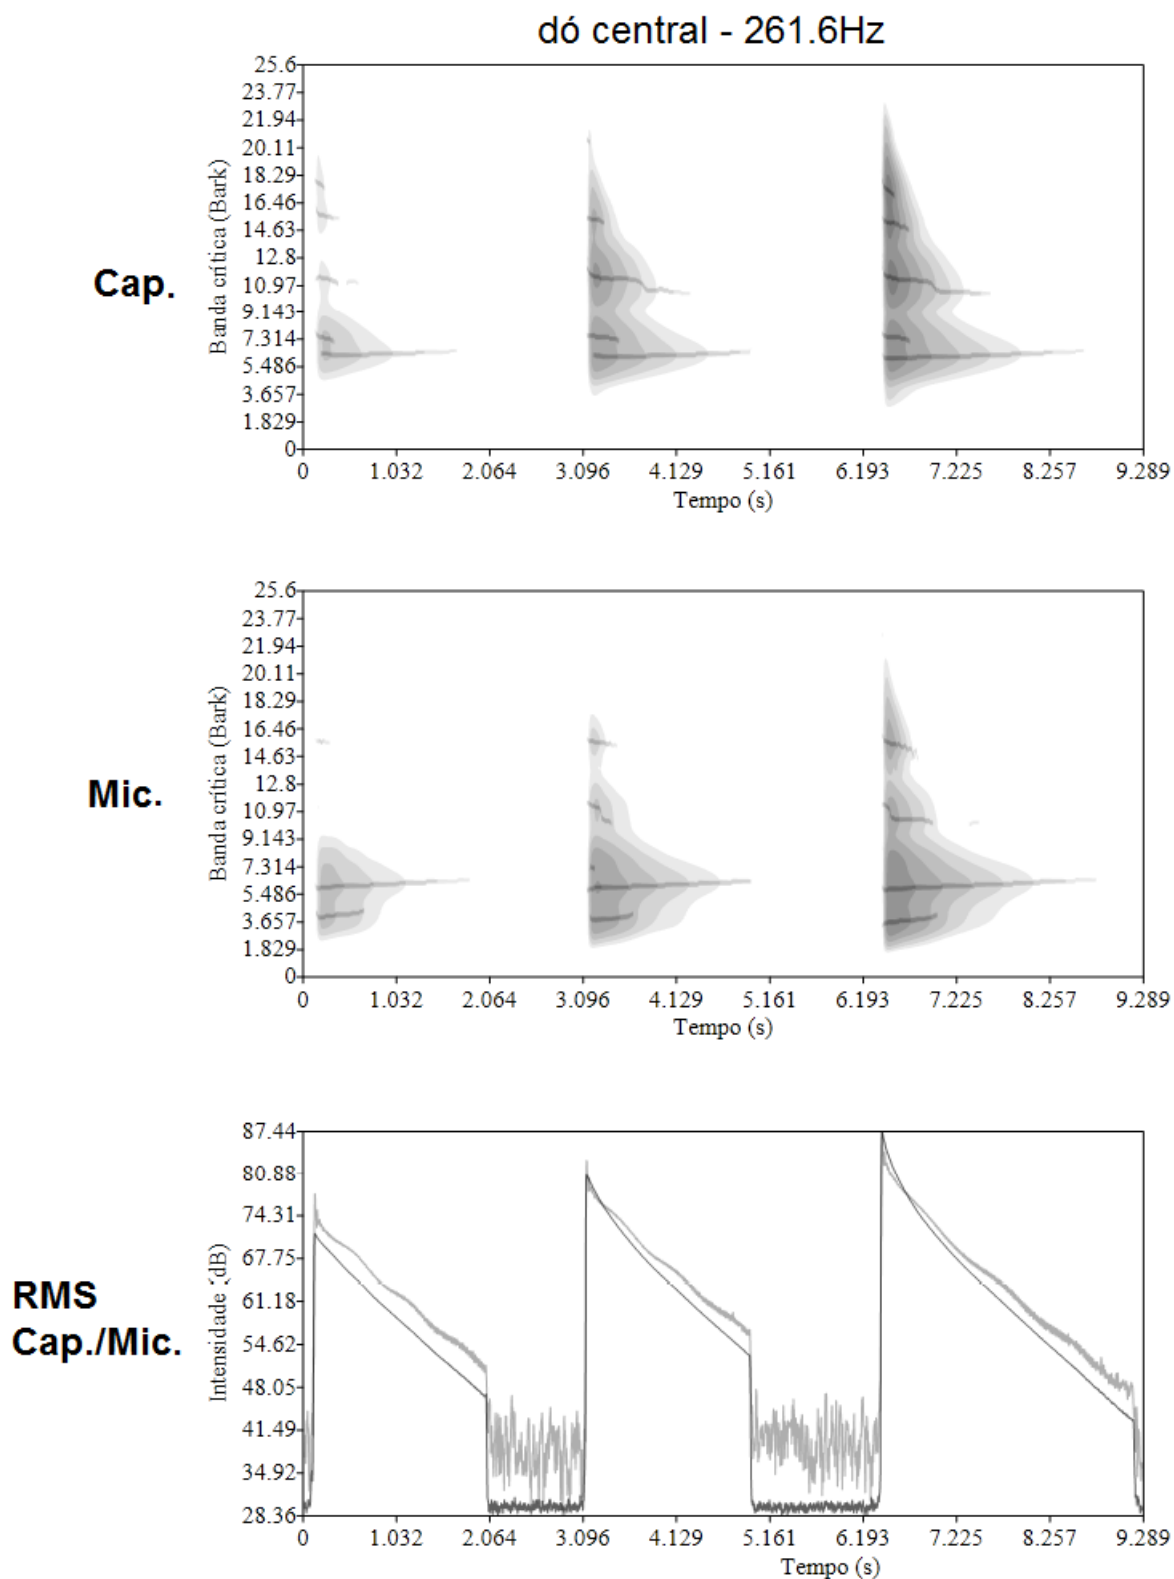 dó central - 261.6Hz
25.6
23.77
21.94
20.11
18.29
16.46
14.63
12.8
10.97
9.143
7.314
5.486
3.657
1.829
0
Banda crítica (Bark)
Cap.
0 1.032 2.064 3.096 4.129 5.161 6.193 7.225 8.257 9.289
Tempo (s)
25.6
23.77
21.94
20.11
18.29
16.46
14.63
12.8
10.97
9.143
7.314
5.486
3.657
1.829
0
Banda crítica (Bark)
Mic.
0 1.032 2.064 3.096 4.129 5.161 6.193 7.225 8.257 9.289
Tempo (s)
87.44
80.88
74.31
67.75
61.18
54.62
48.05
41.49
34.92
28.36
Intensidade (dB)
RMS
Cap./Mic.
0 1.032 2.064 3.096 4.129 5.161 6.193 7.225 8.257 9.289
Tempo (s)